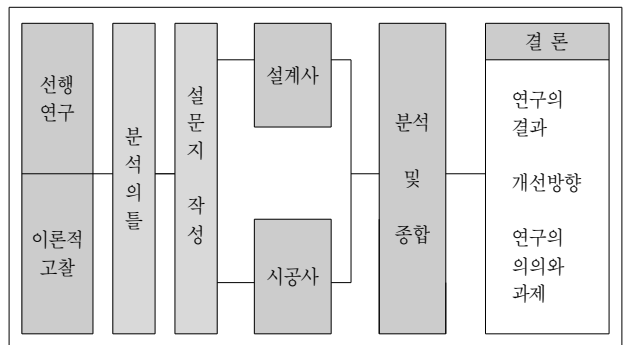 선행
연구
이론적
고찰
분
석
의
틀
설
문
지
작
성
설계사
시공사
분석
및
종합
결 론
연구의
결과
개선방향
연구의
의의와
과제